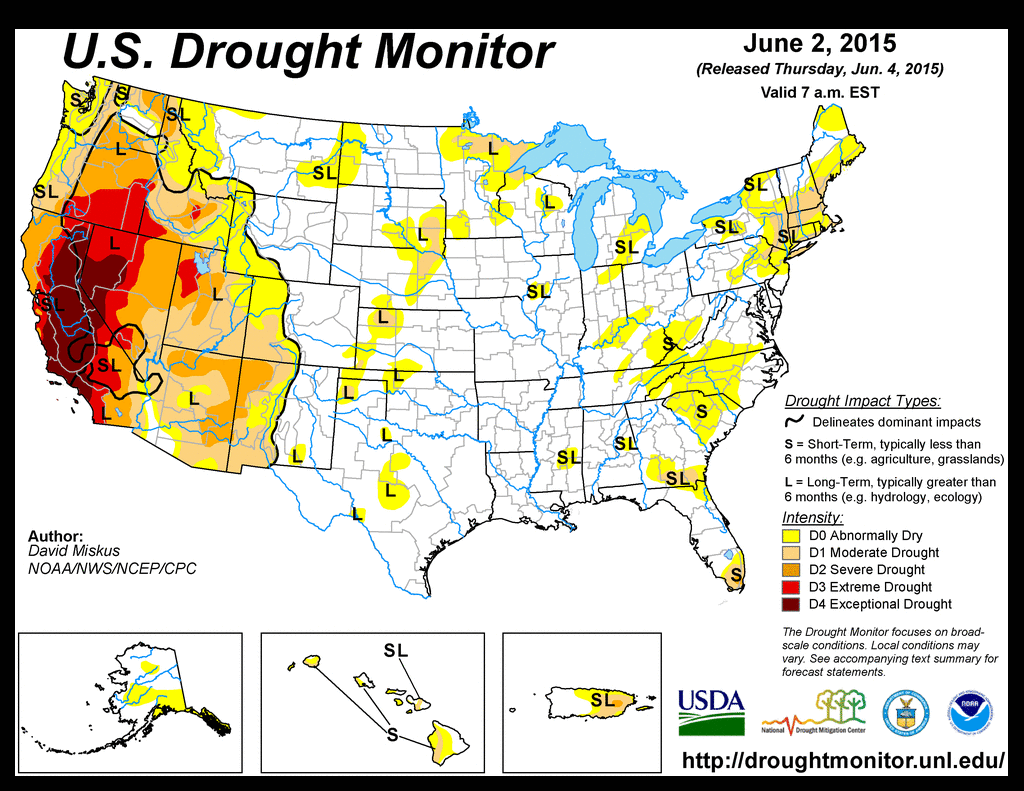 U.S. Drought Monitor
June 2, 2015
(Released Thursday, Jun. 4, 2015)
Valid 7 a.m. EST
S
S
SL
L
SL
SL
L
SL
L
SL
SL
L
SL
SL
SL
L
SL
L
SL
L
S
SL
L
L
L
L
S
L
L
SL
SL
L
L
SL
L
S
Drought Impact Types:
Delineates dominant impacts
S = Short-Term, typically less than
6 months (e.g. agriculture, grasslands)
L = Long-Term, typically greater than
6 months (e.g. hydrology, ecology)
Intensity:
D0 Abnormally Dry
D1 Moderate Drought
D2 Severe Drought
D3 Extreme Drought
D4 Exceptional Drought
Author:
David Miskus
NOAA/NWS/NCEP/CPC
The Drought Monitor focuses on broad-
scale conditions. Local conditions may
vary. See accompanying text summary for
forecast statements.
SL
S
SL
USDA
National Drought Mitigation Center
NOAA
http://droughtmonitor.unl.edu/